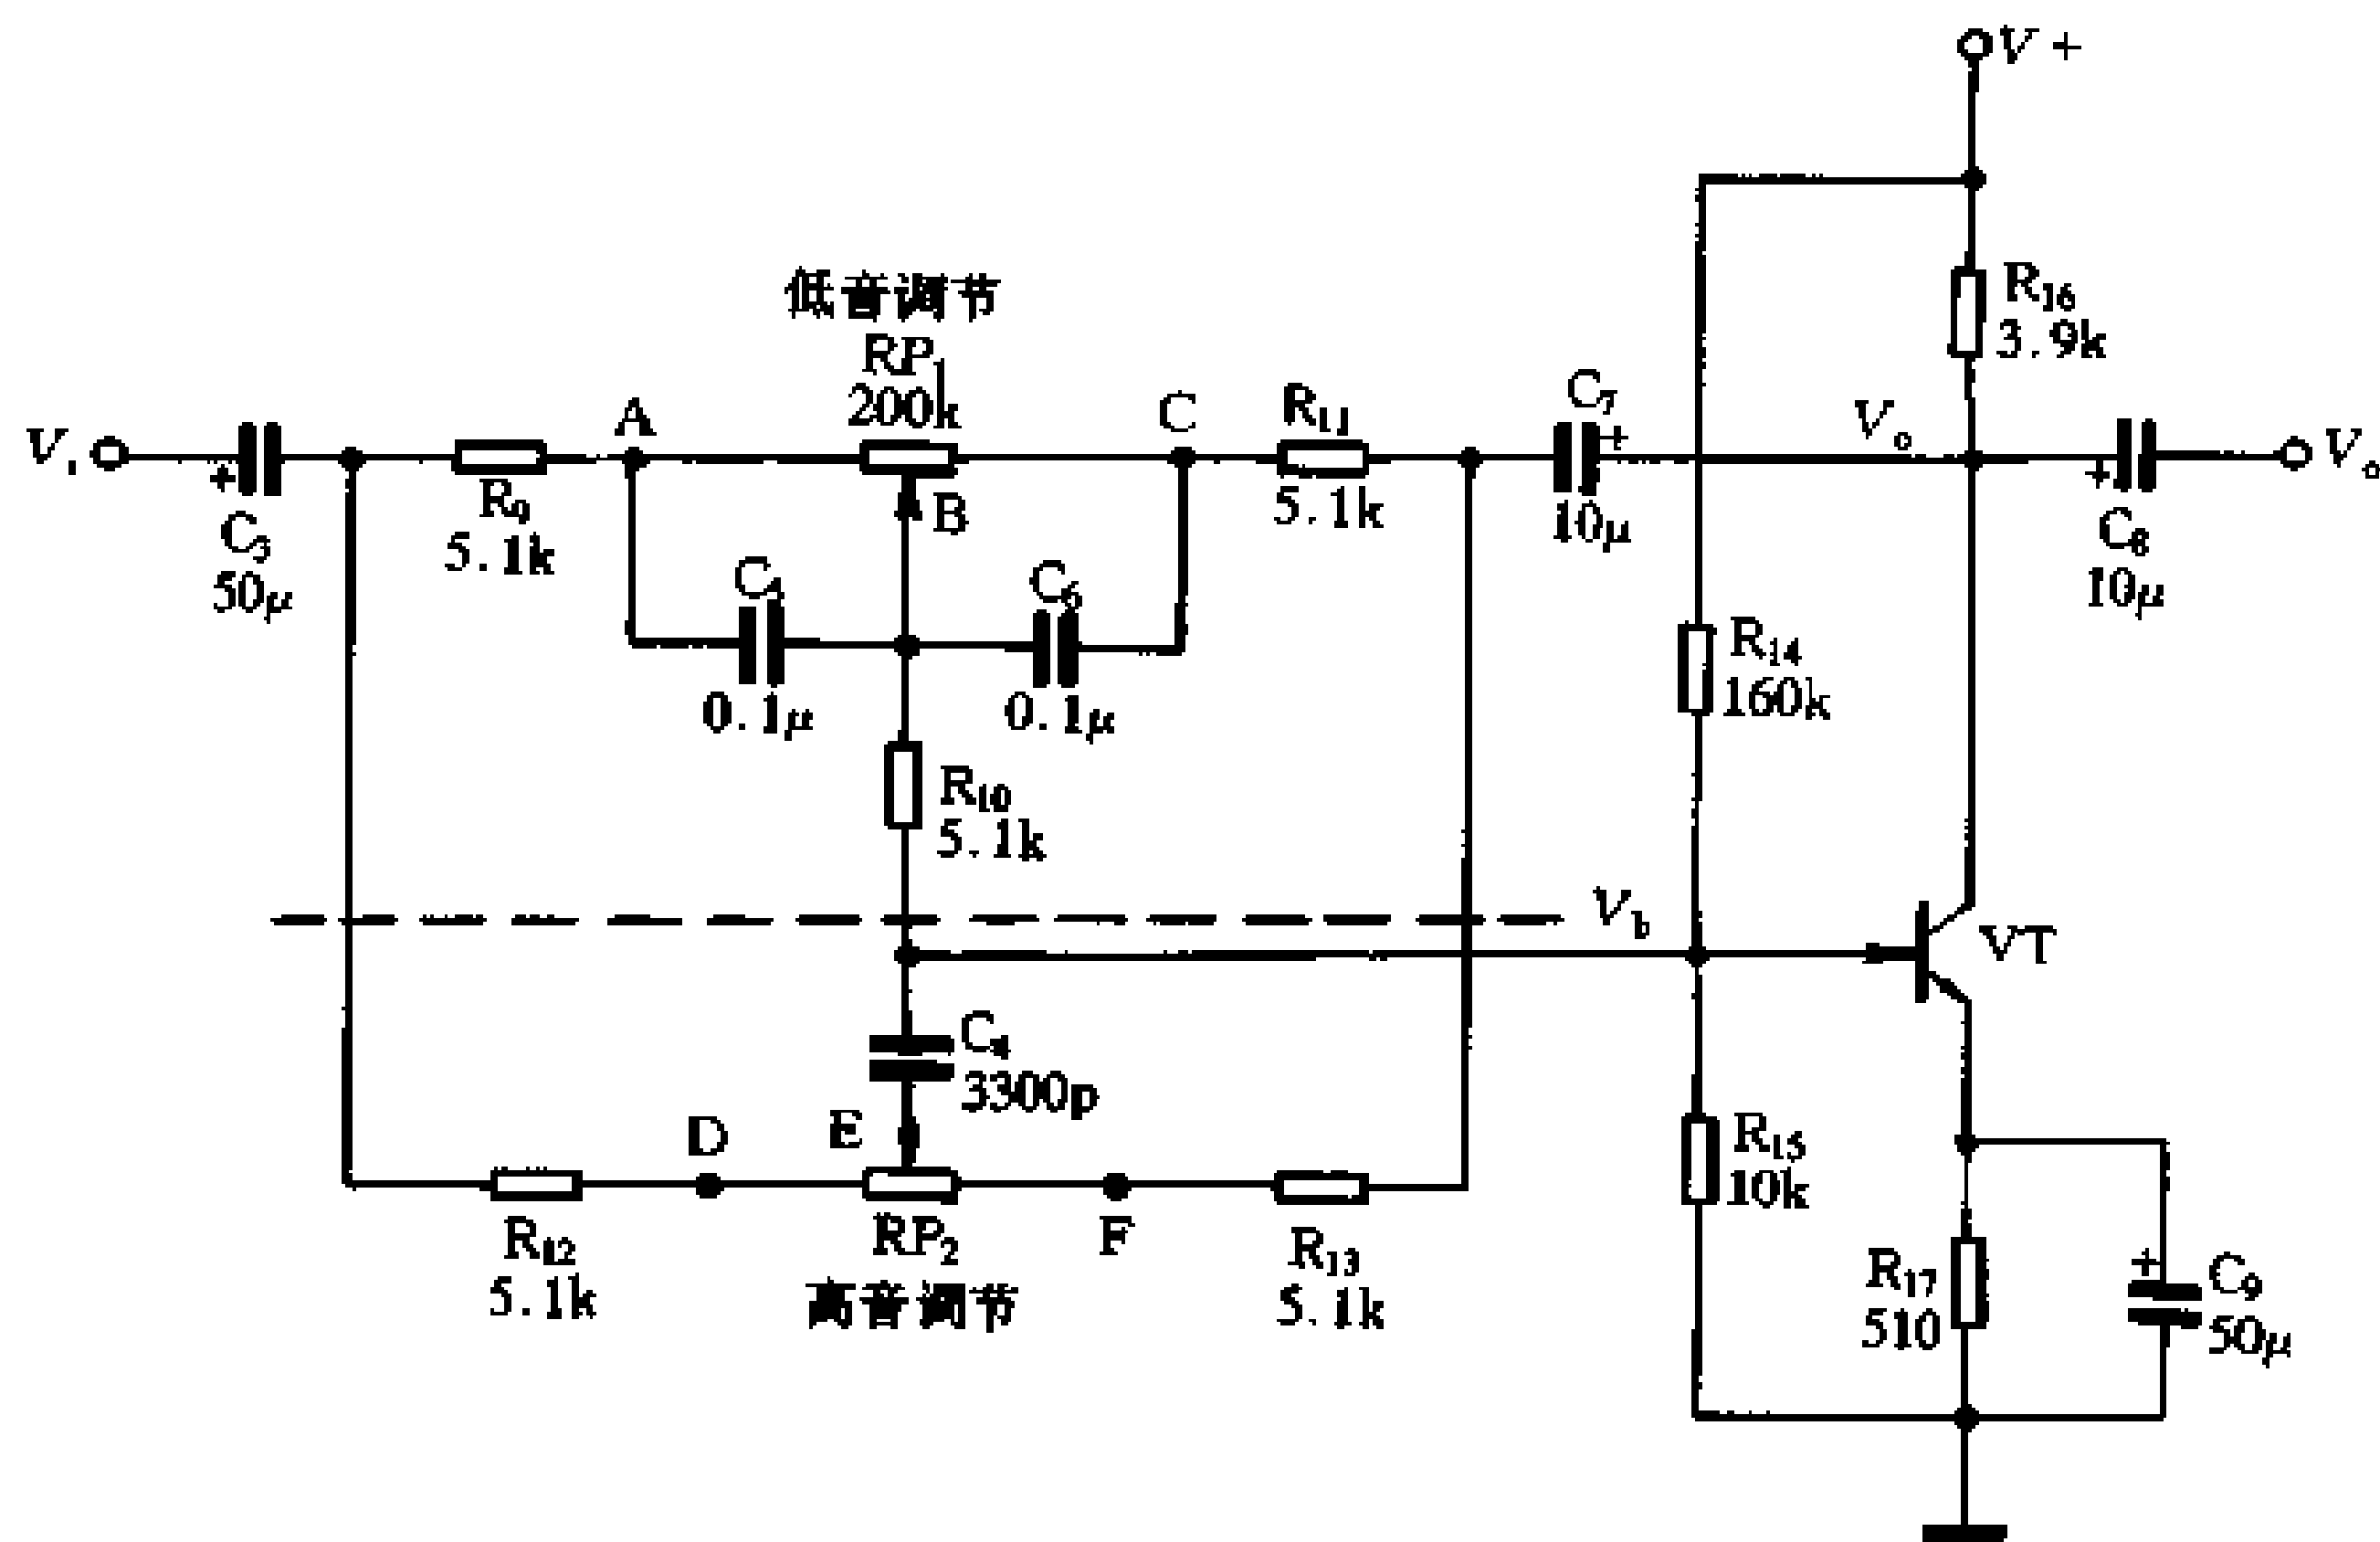 V+
R16
3.9k
低音调节
RP1
200k
A
C
R11
5.1k
C7
+
10μ
Vo
Vi
+
C3
50μ
R9
5.1k
B
+
C8
10μ
Vo
0.1μ
C6
0.1μ
R14
160k
R10
5.1k
Vb
VT
C4
3300p
D
E
F
R15
10k
R12
5.1k
RP2
高音调节
R13
5.1k
R17
510
+
C9
50μ